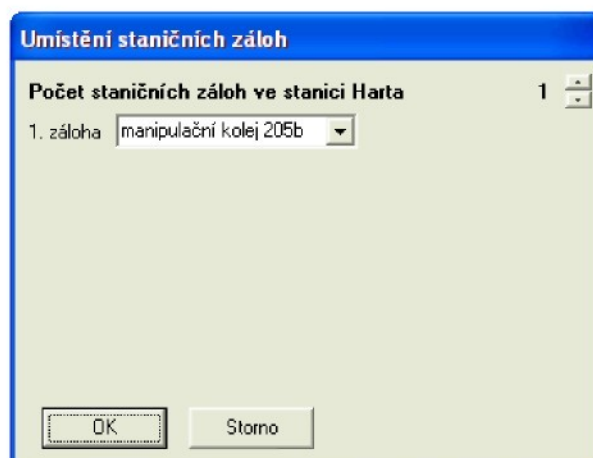 Umístění staničních záloh
Počet staničních záloh ve stanici Harta 1
1. záloha manipulační kolej 205b
OK Storno